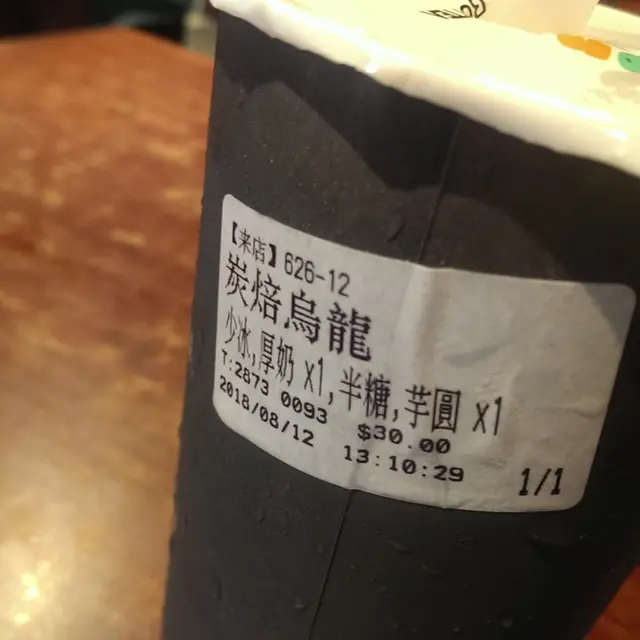 【来店】626-12
炭焙烏龍
少冰,厚奶 x1,半糖,芋圓 x1
T:2873 0093 $30.00
2018/08/12 13:10:29 1/1